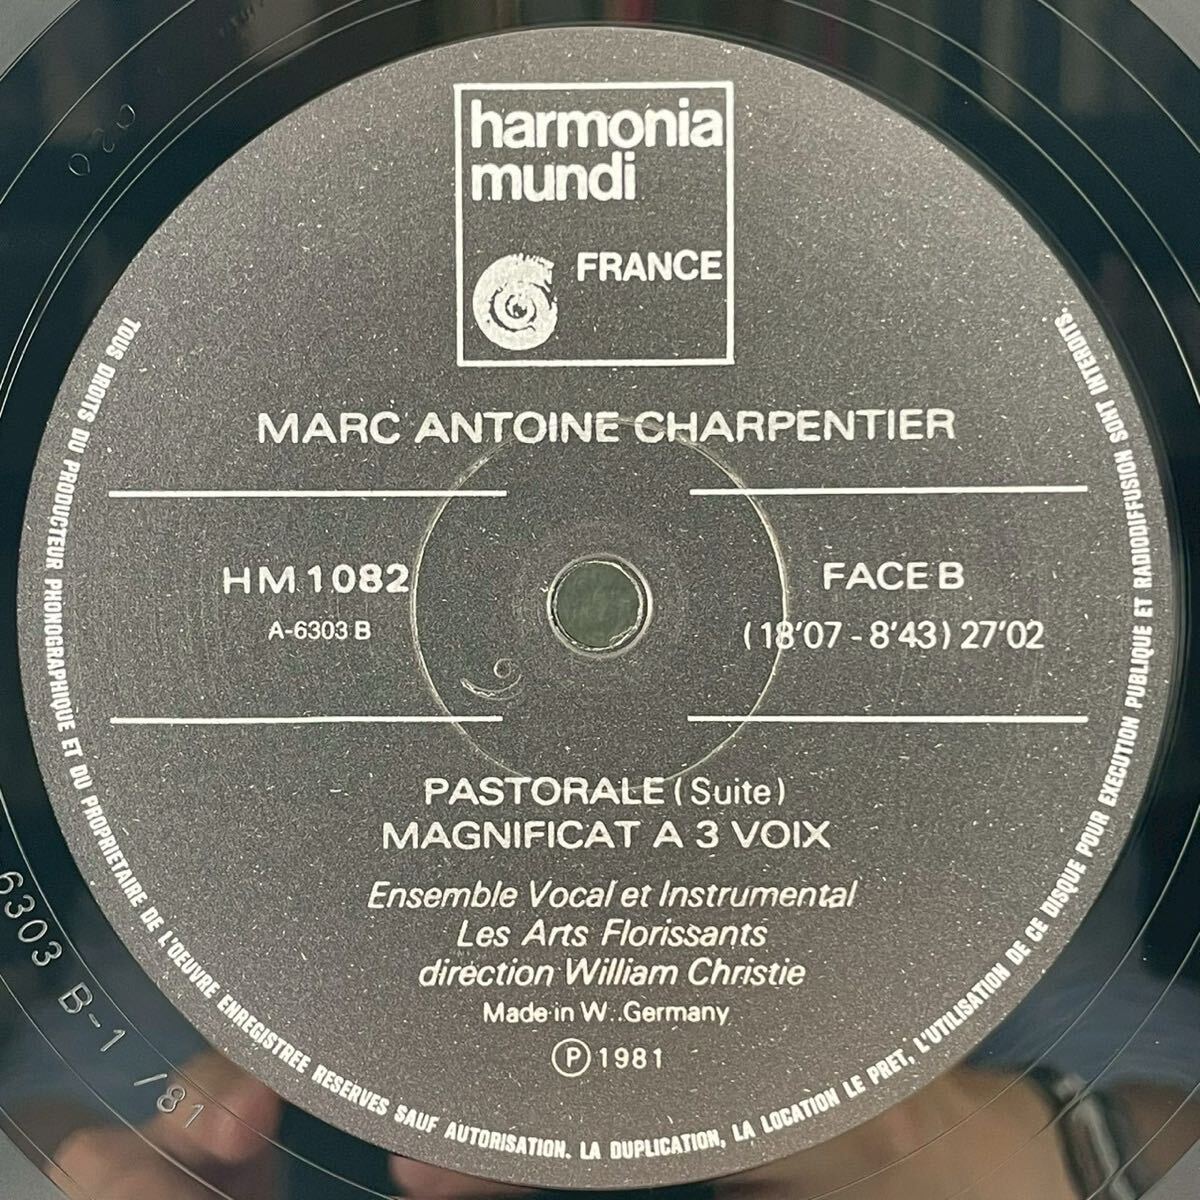 harmonia
mundi
FRANCE
MARC ANTOINE CHARPENTIER
HM 1082
A-6303 B
FACE B
(18'07 - 8'43) 27'02
PASTORALE (Suite)
MAGNIFICAT A 3 VOIX
Ensemble Vocal et Instrumental
Les Arts Florissants
direction William Christie
Made in W..Germany
Ⓟ 1981
TOUS DROITS DU PRODUCTEUR PHONOGRAPHIQUE ET DU PROPRIETAIRE DE L'ŒUVRE ENREGISTREE RESERVES SAUF AUTORISATION. LA DUPLICATION, LA LOCATION LE PRET, L'UTILISATION DE CE DISQUE POUR EXECUTION PUBLIQUE ET RADIODIFFUSION SONT INTERDITS.
6303 B-1 /81
020